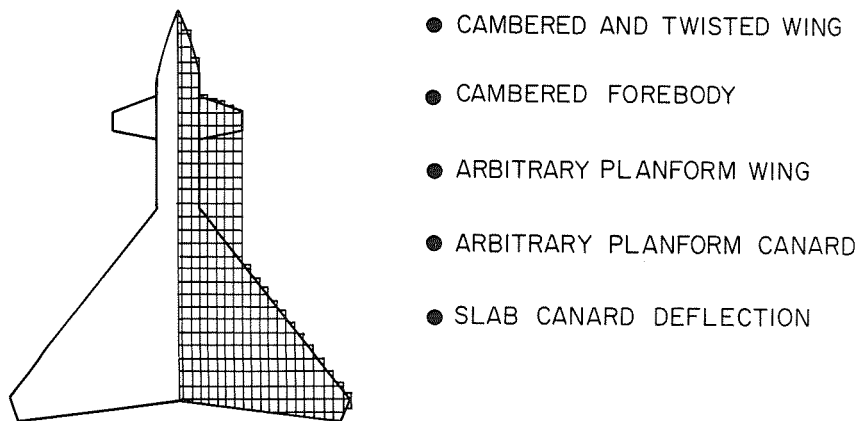 ● CAMBERED AND TWISTED WING
● CAMBERED FOREBODY
● ARBITRARY PLANFORM WING
● ARBITRARY PLANFORM CANARD
● SLAB CANARD DEFLECTION